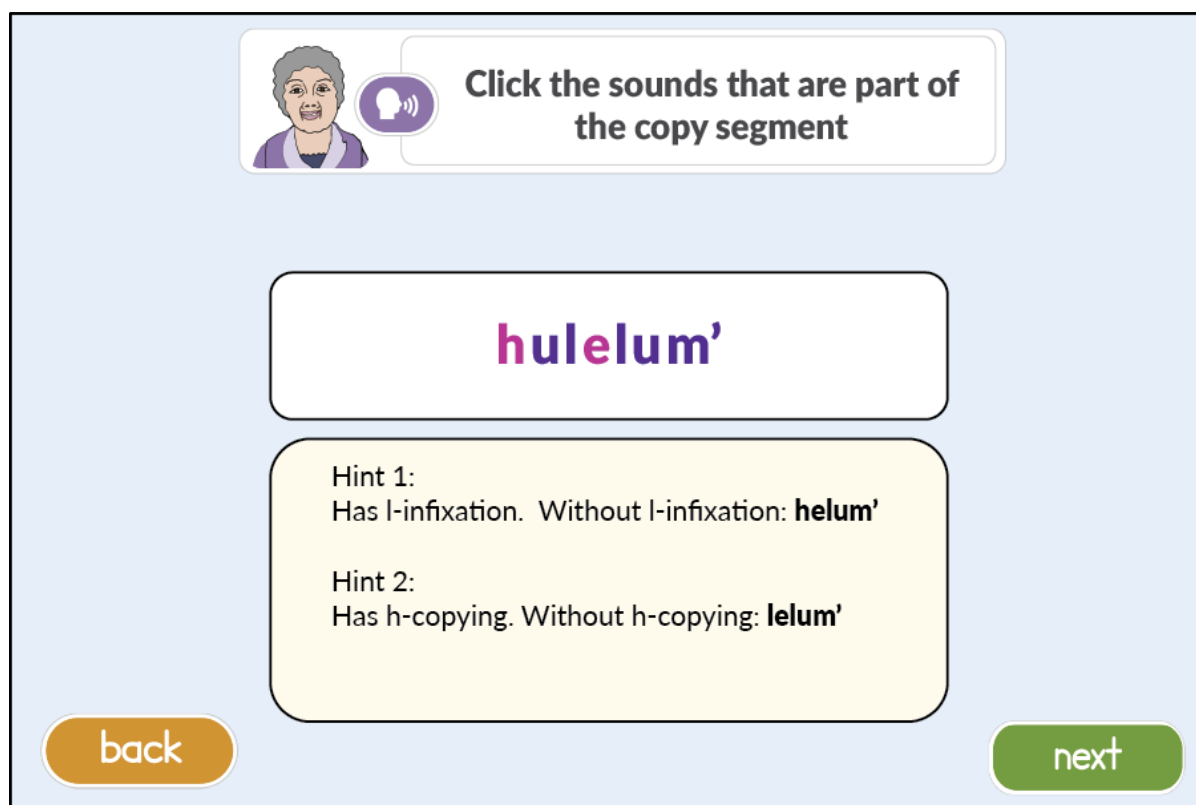 Click the sounds that are part of
the copy segment
hulelum’
Hint 1:
Has l-infixation.  Without l-infixation: helum’
Hint 2:
Has h-copying. Without h-copying: lelum’
back
next